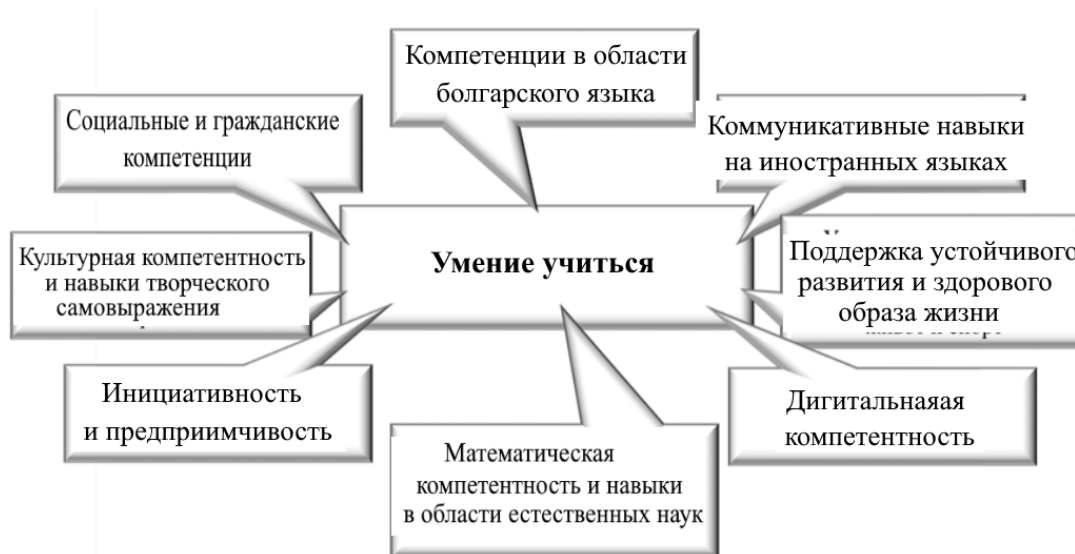 Компетенции в области
болгарского языка
Социальные и гражданские
компетенции
Коммуникативные навыки
на иностранных языках
Умение учиться
Культурная компетентность
и навыки творческого
самовыражения
Поддержка устойчивого
развития и здорового
образа жизни
Инициативность
и предприимчивость
Дигитальнаяая
компетентность
Математическая
компетентность и навыки
в области естественных наук